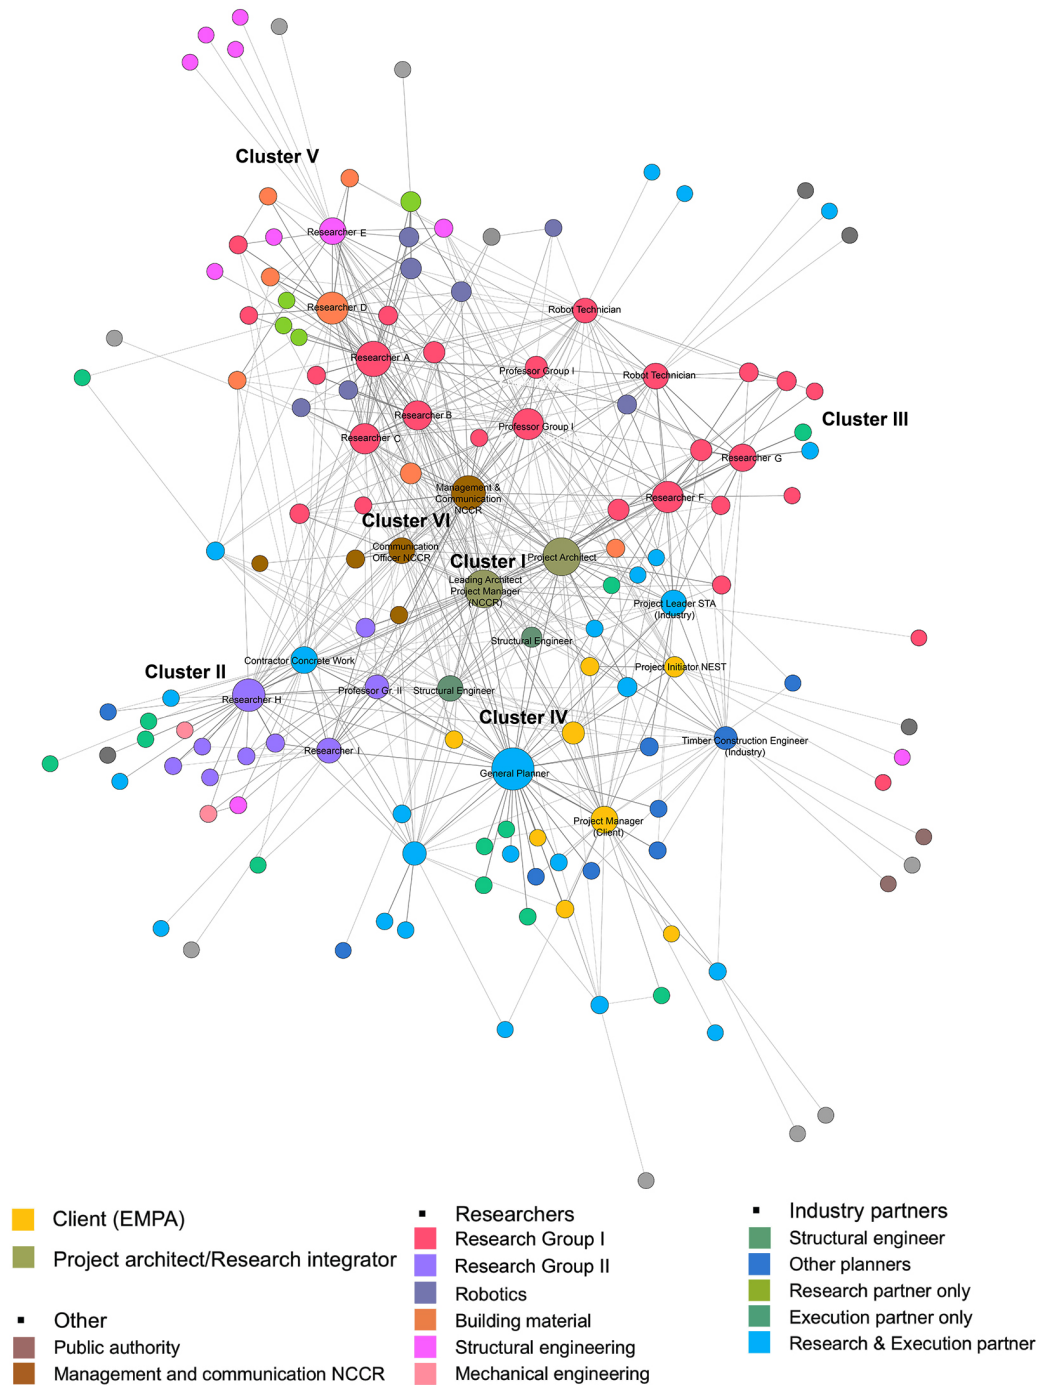 Cluster V
Researcher E
Researcher D
Robot Technician
Researcher A
Professor Group I
Robot Technician
Cluster III
Researcher B
Professor Group I
Researcher C
Researcher G
Management &
Communication
NCCR
Researcher F
Cluster VI
Communication
Officer NCCR
Cluster I
Project Architect
Leading Architect
Project Manager
(NCCR)
Project Leader STA
(Industry)
Structural Engineer
Contractor Concrete Work
Project Initiator NEST
Cluster II
Researcher H
Professor Gr. II
Structural Engineer
Cluster IV
Researcher I
Timber Construction Engineer
(Industry)
General Planner
Project Manager
(Client)
Client (EMPA)
Project architect/Research integrator
Other
Public authority
Management and communication NCCR
Researchers
Research Group I
Research Group II
Robotics
Building material
Structural engineering
Mechanical engineering
Industry partners
Structural engineer
Other planners
Research partner only
Execution partner only
Research & Execution partner